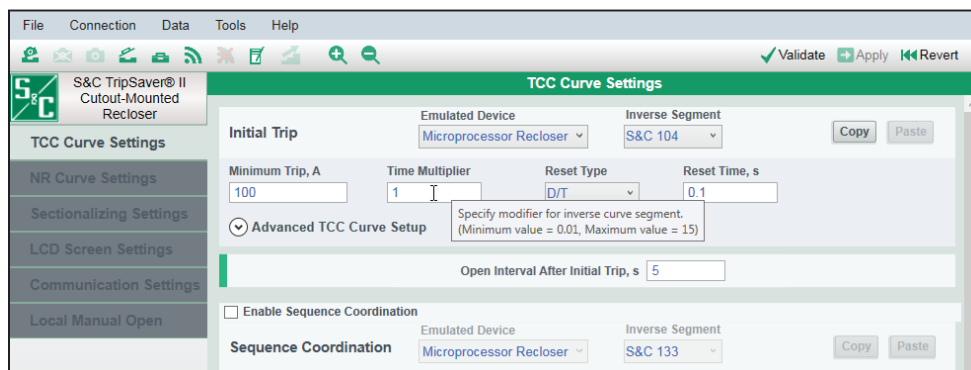 File Connection Data Tools Help
Validate Apply Revert
S&C
S&C TripSaver® II
Cutout-Mounted
Recloser
TCC Curve Settings
NR Curve Settings
Sectionalizing Settings
LCD Screen Settings
Communication Settings
Local Manual Open
TCC Curve Settings
Emulated Device Inverse Segment
Initial Trip Microprocessor Recloser S&C 104 Copy Paste
Minimum Trip, A Time Multiplier Reset Type Reset Time, s
100 1 D/T 0.1
Specify modifier for inverse curve segment.
(Minimum value = 0.01, Maximum value = 15)
Advanced TCC Curve Setup
Open Interval After Initial Trip, s 5
Enable Sequence Coordination
Emulated Device Inverse Segment
Sequence Coordination Microprocessor Recloser S&C 133 Copy Paste